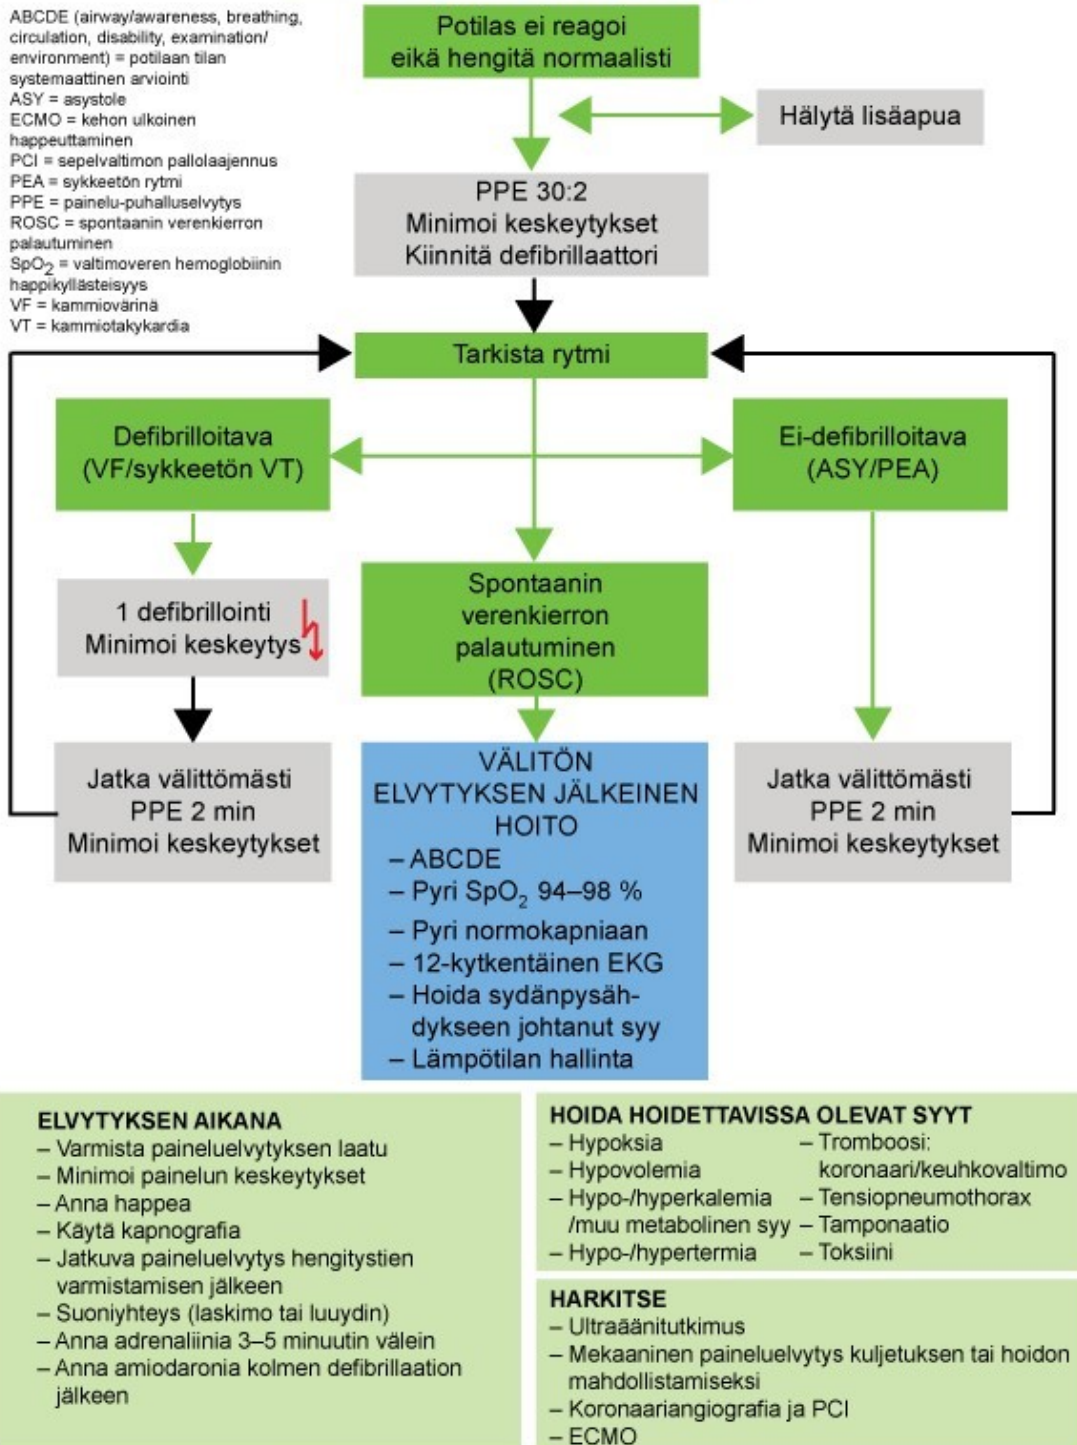 ABCDE (airway/awareness, breathing,
circulation, disability, examination/
environment) = potilaan tilan
systemaattinen arviointi
ASY = asystole
ECMO = kehon ulkoinen
happeuttaminen
PCI = sepelvaltimon pallolaajennus
PEA = sykkeetön rytmi
PPE = painelu-puhalluselvytys
ROSC = spontaanin verenkierron
palautuminen
SpO2 = valtimoveren hemoglobiinin
happikyllästeisyys
VF = kammiovärinä
VT = kammiotakykardia
Potilas ei reagoi
eikä hengitä normaalisti
Hälytä lisäapua
PPE 30:2
Minimoi keskeytykset
Kiinnitä defibrillaattori
Tarkista rytmi
Defibrilloitava
(VF/sykkeetön VT)
Ei-defibrilloitava
(ASY/PEA)
1 defibrillointi
Minimoi keskeytys
Spontaanin
verenkierron
palautuminen
(ROSC)
Jatka välittömästi
PPE 2 min
Minimoi keskeytykset
VÄLITÖN
ELVYTYKSEN JÄLKEINEN
HOITO
– ABCDE
– Pyri SpO2 94–98 %
– Pyri normokapniaan
– 12-kytkentäinen EKG
– Hoida sydänpysäh-
dykseen johtanut syy
– Lämpötilan hallinta
Jatka välittömästi
PPE 2 min
Minimoi keskeytykset
ELVYTYKSEN AIKANA
– Varmista paineluelvytyksen laatu
– Minimoi painelun keskeytykset
– Anna happea
– Käytä kapnografia
– Jatkuva paineluelvytys hengitystien
varmistamisen jälkeen
– Suoniyhteys (laskimo tai luuydin)
– Anna adrenaliinia 3–5 minuutin välein
– Anna amiodaronia kolmen defibrillaation
jälkeen
HOIDA HOIDETTAVISSA OLEVAT SYYT
– Hypoksia
– Hypovolemia
– Hypo-/hyperkalemia
/muu metabolinen syy
– Hypo-/hypertermia
– Tromboosi:
koronaari/keuhkovaltimo
– Tensiopneumothorax
– Tamponaatio
– Toksiini
HARKITSE
– Ultraäänitutkimus
– Mekaaninen paineluelvytys kuljetuksen tai hoidon
mahdollistamiseksi
– Koronaariangiografia ja PCI
– ECMO